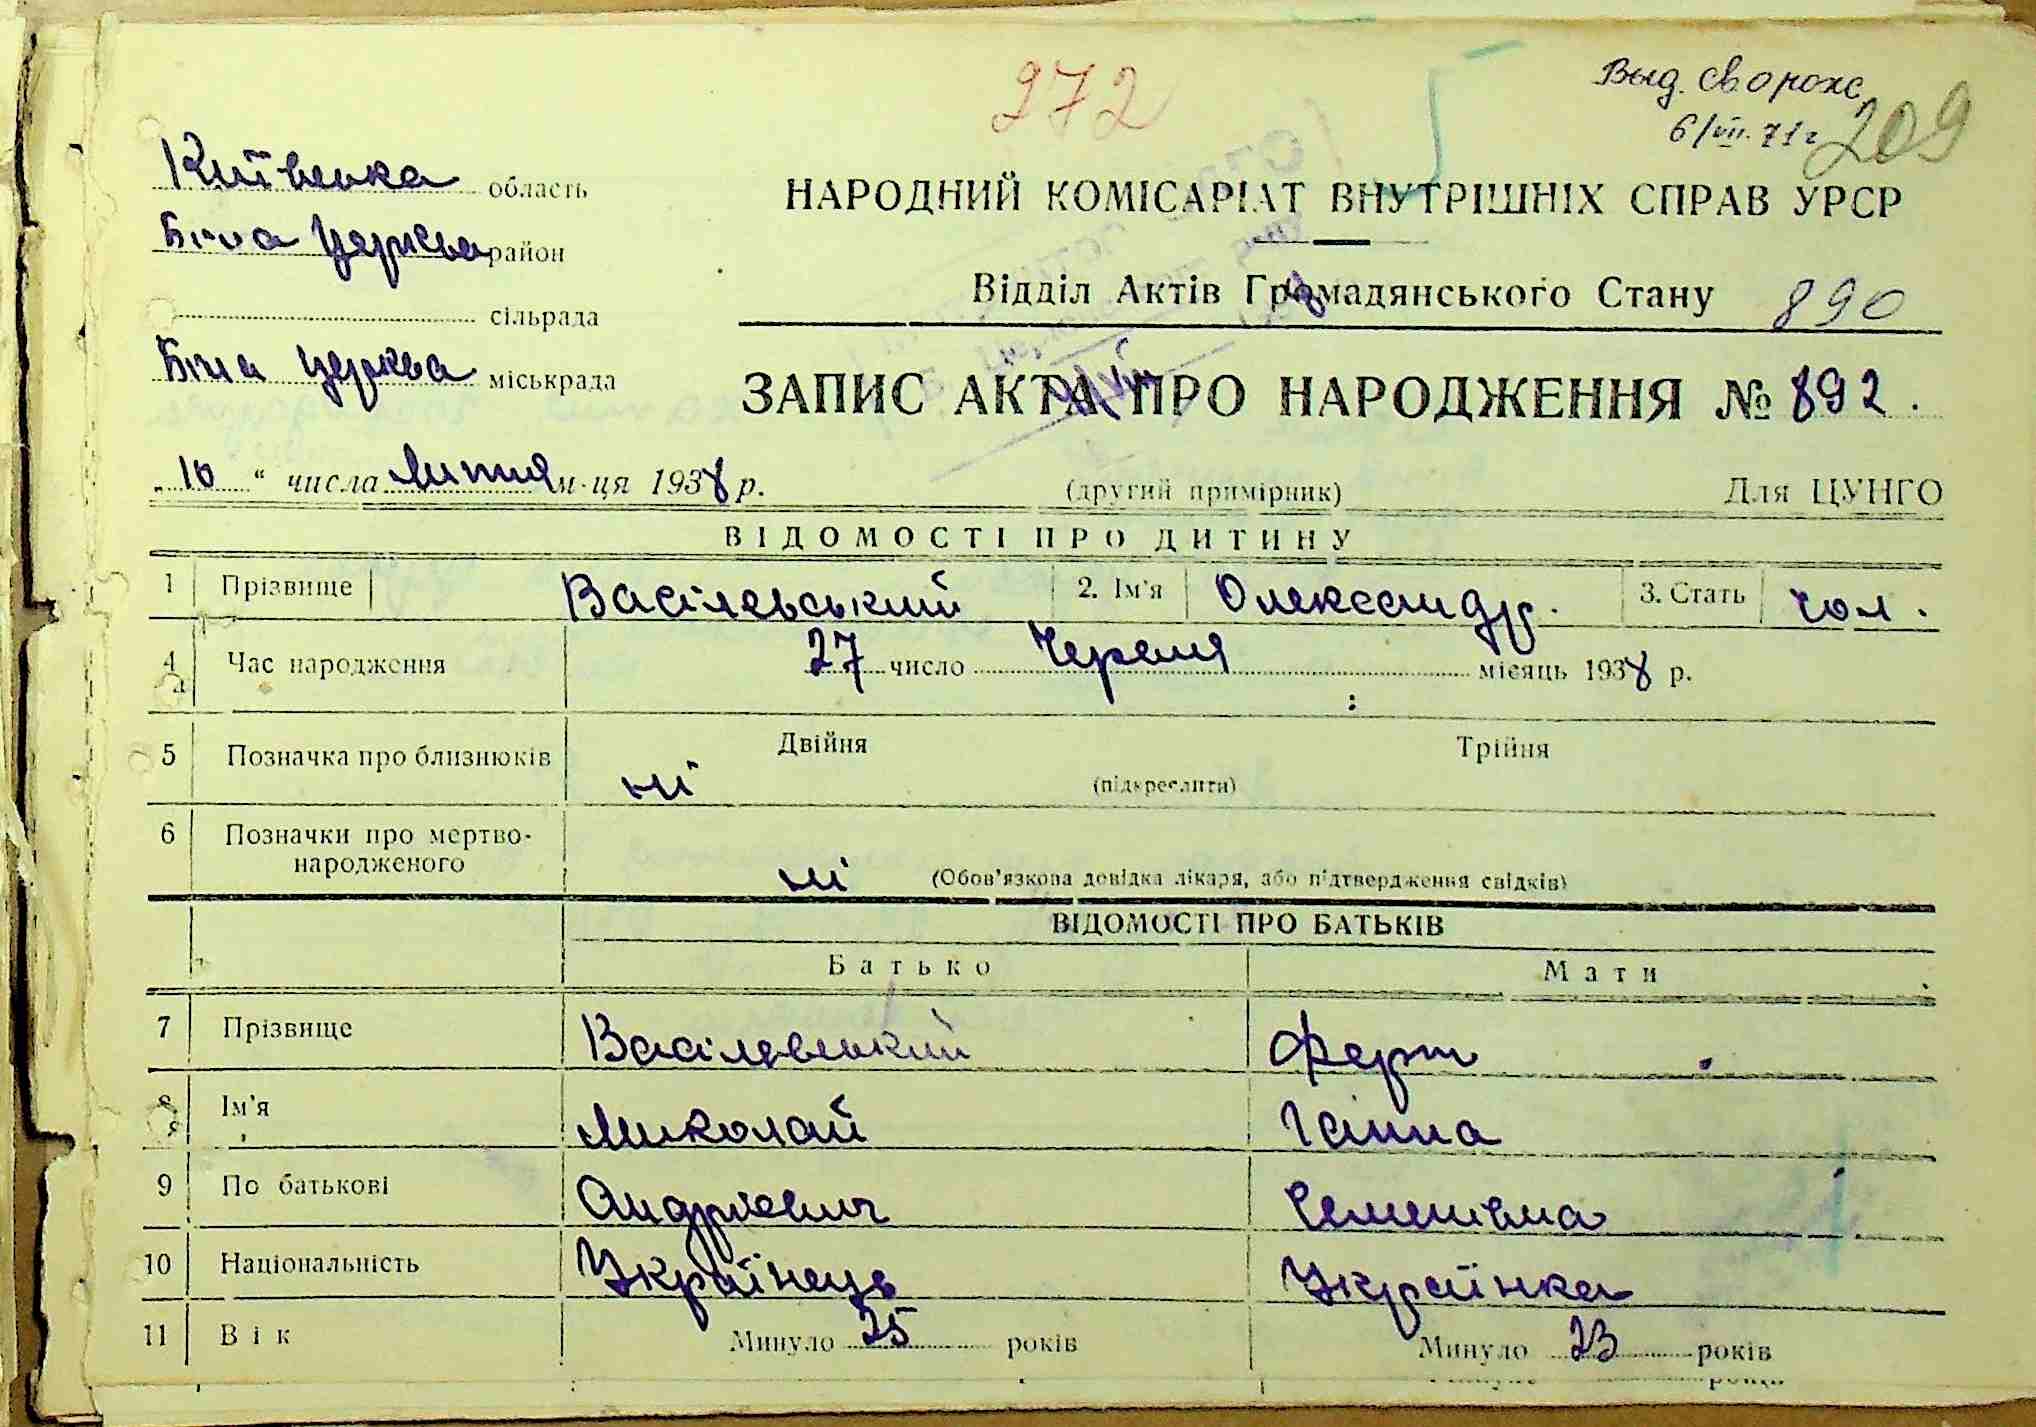 272
Выд. св. о рожд.
6/VII. 71 г
209
Київська область
Біла Церква район
сільрада
Біла Церква міськрада
НАРОДНИЙ КОМІСАРІАТ ВНУТРІШНІХ СПРАВ УРСР
Відділ Актів Громадянського Стану 890
ЗАПИС АКТА ПРО НАРОДЖЕННЯ № 892.
„10“ числа Липня м-ця 1938 р. (другий примірник) Для ЦУНГО
ВІДОМОСТІ ПРО ДИТИНУ
1 Прізвище Васілевський 2. Ім'я Олександр. 3. Стать чол.
4 Час народження 27 число Червня місяць 1938 р.
5 Позначка про близнюків ні Двійня Трійня
(підкреслити)
6 Позначки про мертво-
народженого ні (Обов'язкова довідка лікаря, або підтвердження свідків)
ВІДОМОСТІ ПРО БАТЬКІВ
Батько Мати
7 Прізвище Васілевський Ферт
8 Ім'я Миколай Ганна
9 По батькові Андрієвич Семенівна
10 Національність Українець Українка
11 Вік Минуло 25 років Минуло 23 років